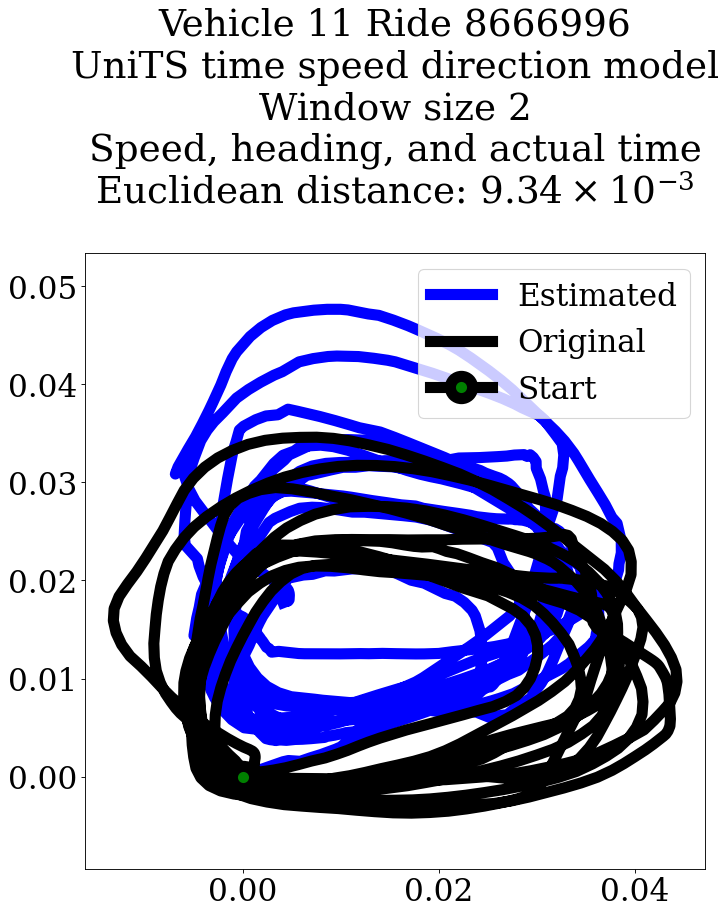 Vehicle 11 Ride 8666996
UniTS time speed direction model
Window size 2
Speed, heading, and actual time
Euclidean distance: 9.34 × 10⁻³
0.05
Estimated
Original
0.04
Start
0.03
0.02
0.01
0.00
0.00 0.02 0.04